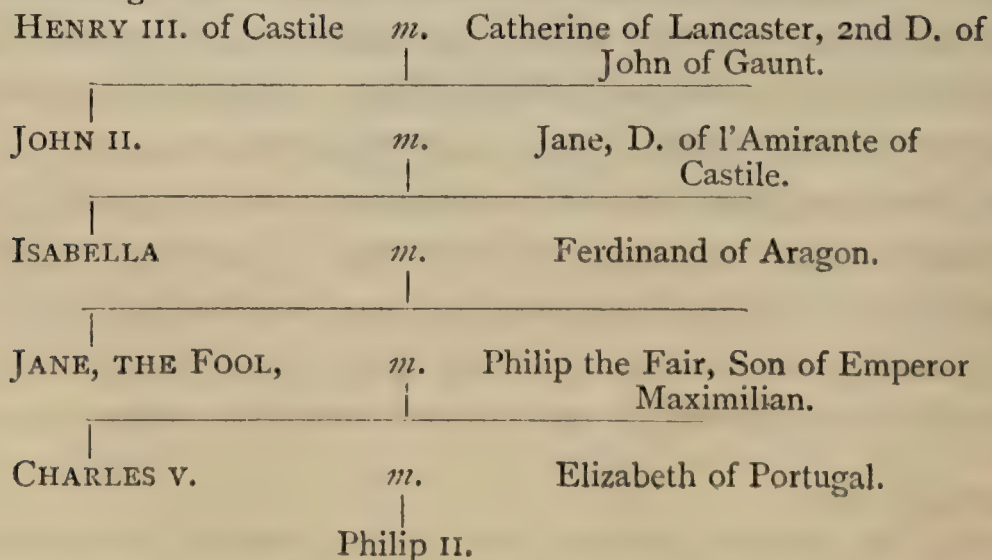 HENRY III. of Castile m. Catherine of Lancaster, 2nd D. of
John of Gaunt.
JOHN II. m. Jane, D. of l'Amirante of
Castile.
ISABELLA m. Ferdinand of Aragon.
JANE, THE FOOL, m. Philip the Fair, Son of Emperor
Maximilian.
CHARLES V. m. Elizabeth of Portugal.
Philip II.